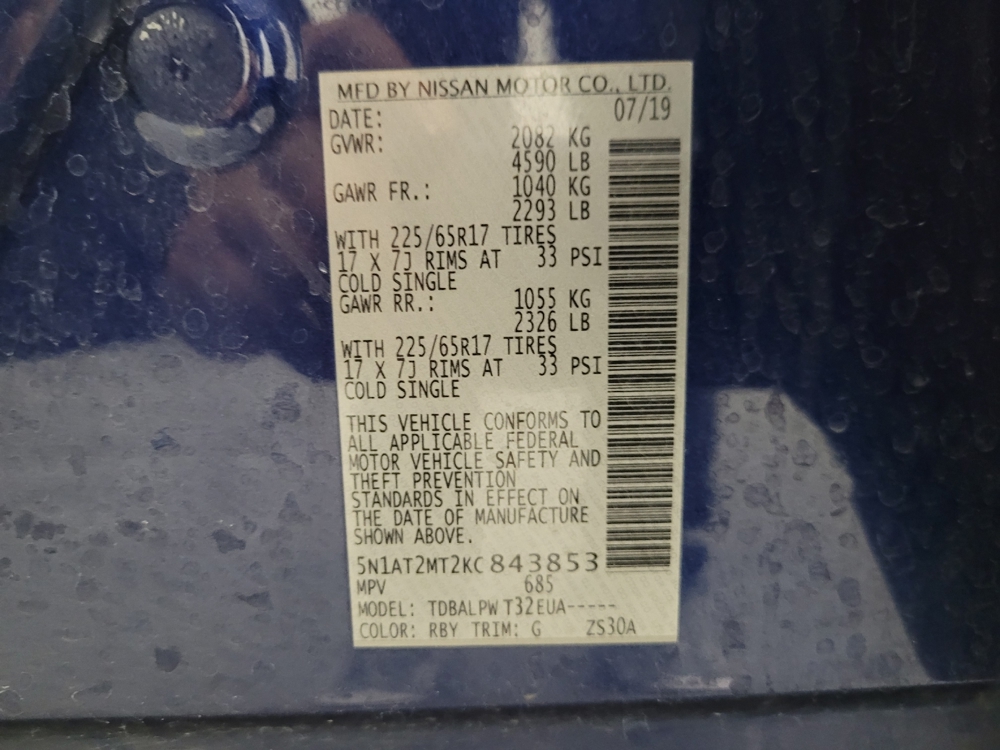 MFD BY NISSAN MOTOR CO., LTD.
DATE: 07/19
GVWR: 2082 KG
4590 LB
GAWR FR.: 1040 KG
2293 LB
WITH 225/65R17 TIRES
17 X 7J RIMS AT 33 PSI
COLD SINGLE
GAWR RR.: 1055 KG
2326 LB
WITH 225/65R17 TIRES
17 X 7J RIMS AT 33 PSI
COLD SINGLE
THIS VEHICLE CONFORMS TO
ALL APPLICABLE FEDERAL
MOTOR VEHICLE SAFETY AND
THEFT PREVENTION
STANDARDS IN EFFECT ON
THE DATE OF MANUFACTURE
SHOWN ABOVE.
5N1AT2MT2KC843853
MPV 685
MODEL: TDBALPW T32EUA-----
COLOR: RBY TRIM: G ZS30A